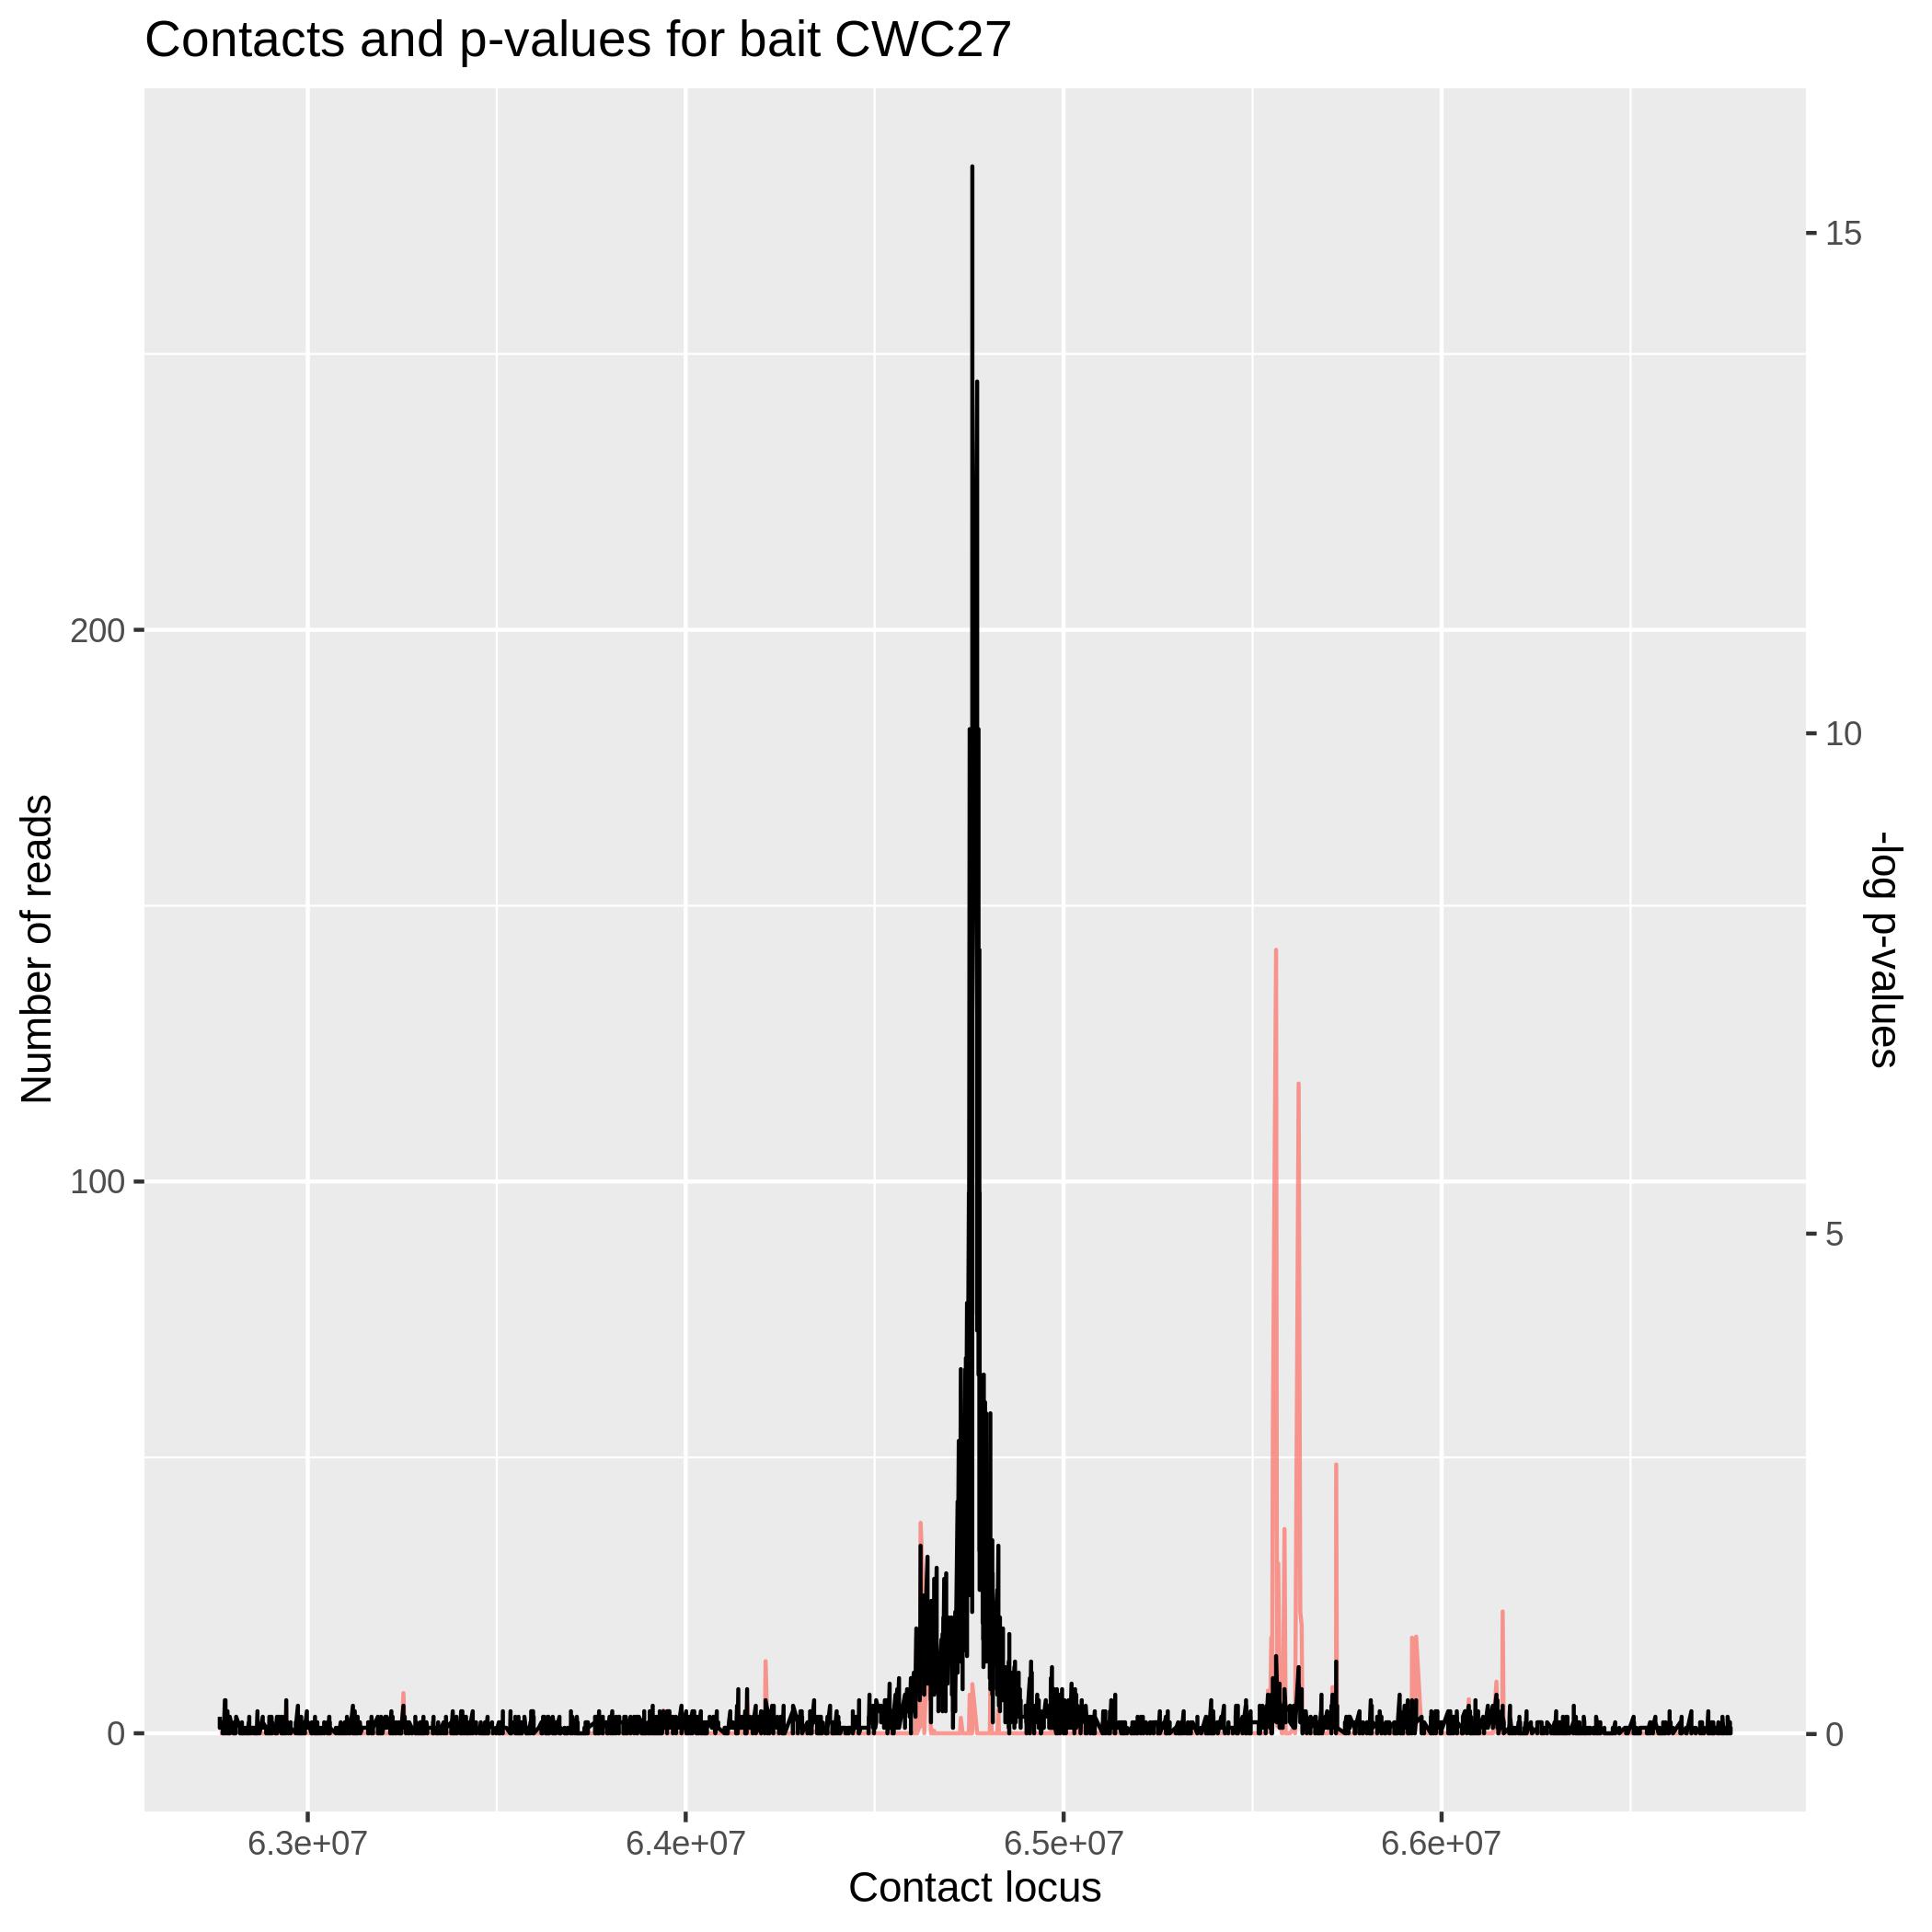 Contacts and p-values for bait CWC27
Number of reads
200
100
0
15
10
5
0
-log p-values
6.3e+07
6.4e+07
6.5e+07
6.6e+07
Contact locus